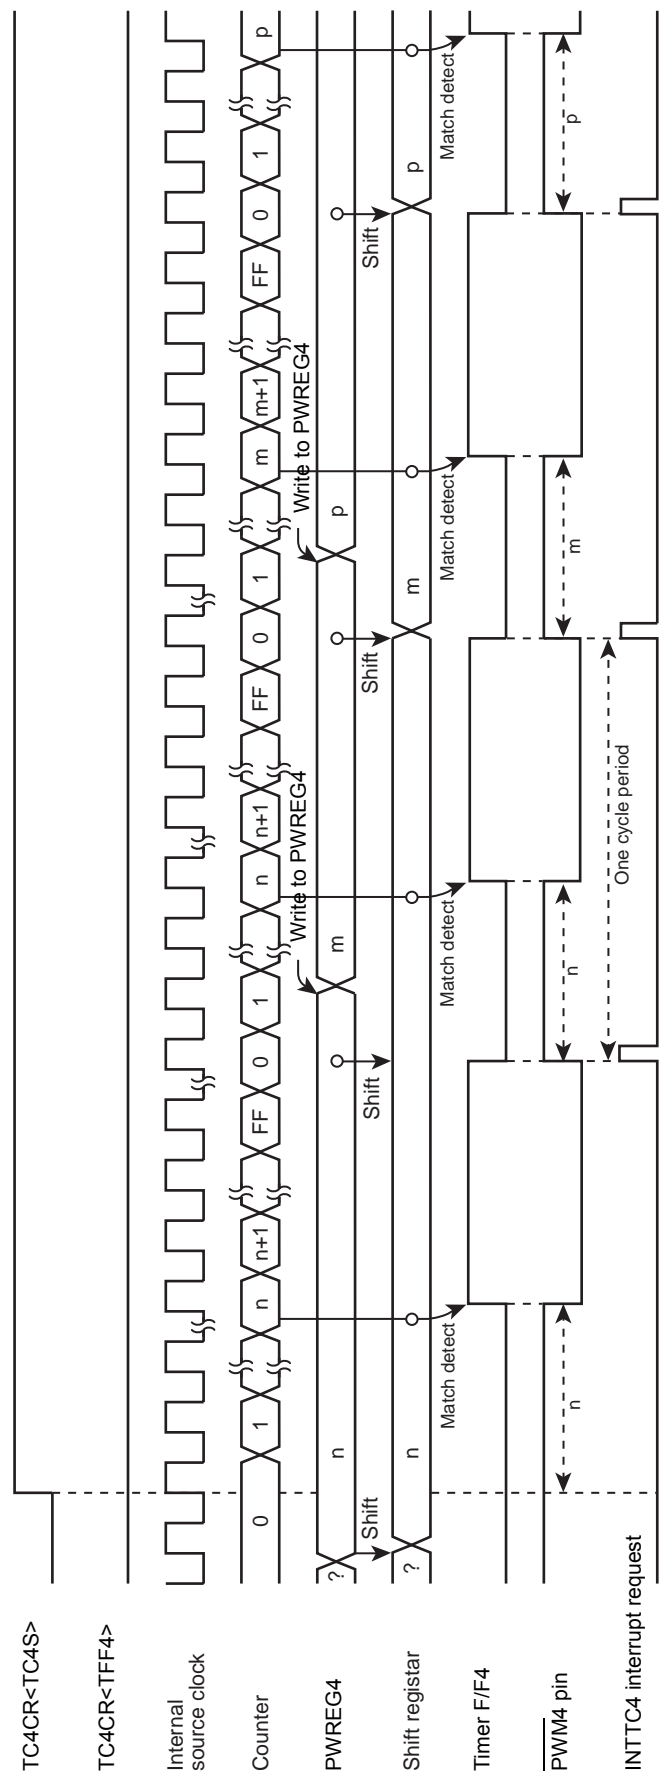 TC4CR<TC4S>
TC4CR<TFF4>
Internal
source clock
Counter 0 1 n n+1 FF 0 1 n n+1 FF 0 1 m m+1 FF 0 1 p
Write to PWREG4 Write to PWREG4
PWREG4 ? n m p
Shift Shift Shift Shift
Shift registar ? n m p
Match detect Match detect Match detect Match detect
Timer F/F4
PWM4 pin n n m p
One cycle period
INTTC4 interrupt request